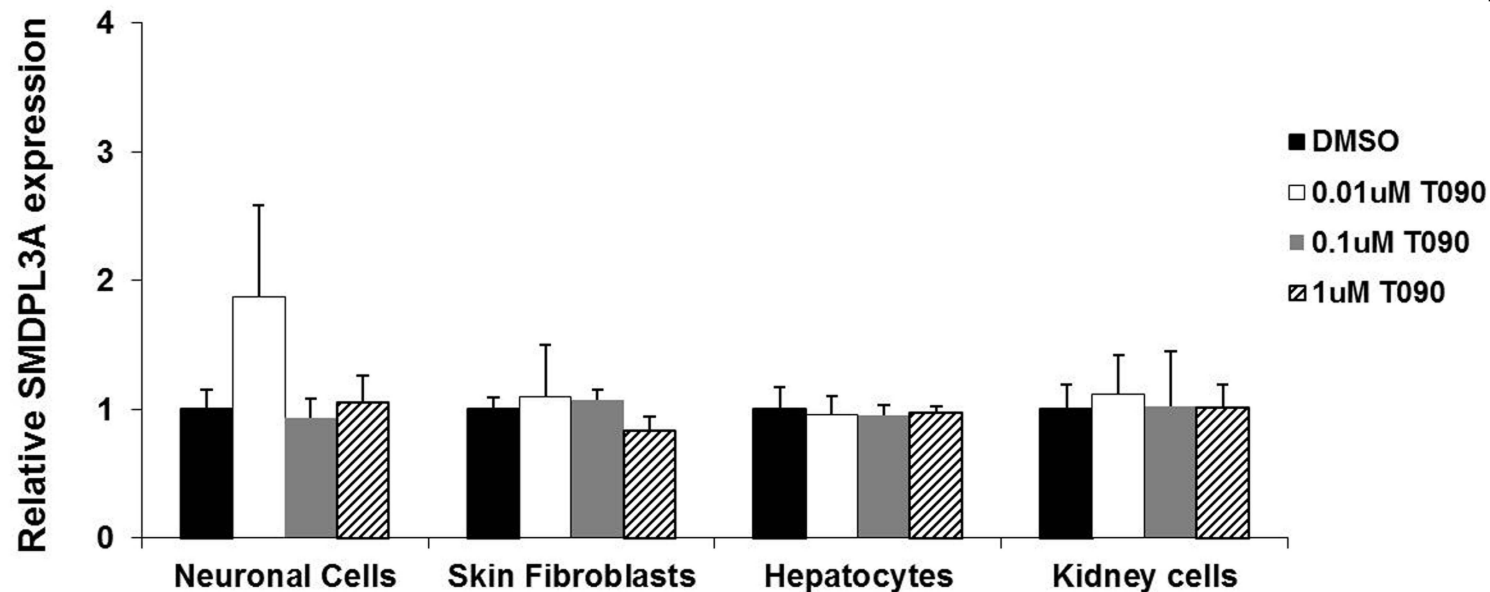 Relative SMDPL3A expression
4
3
2
1
0
Neuronal Cells
Skin Fibroblasts
Hepatocytes
Kidney cells
DMSO
0.01uM T090
0.1uM T090
1uM T090